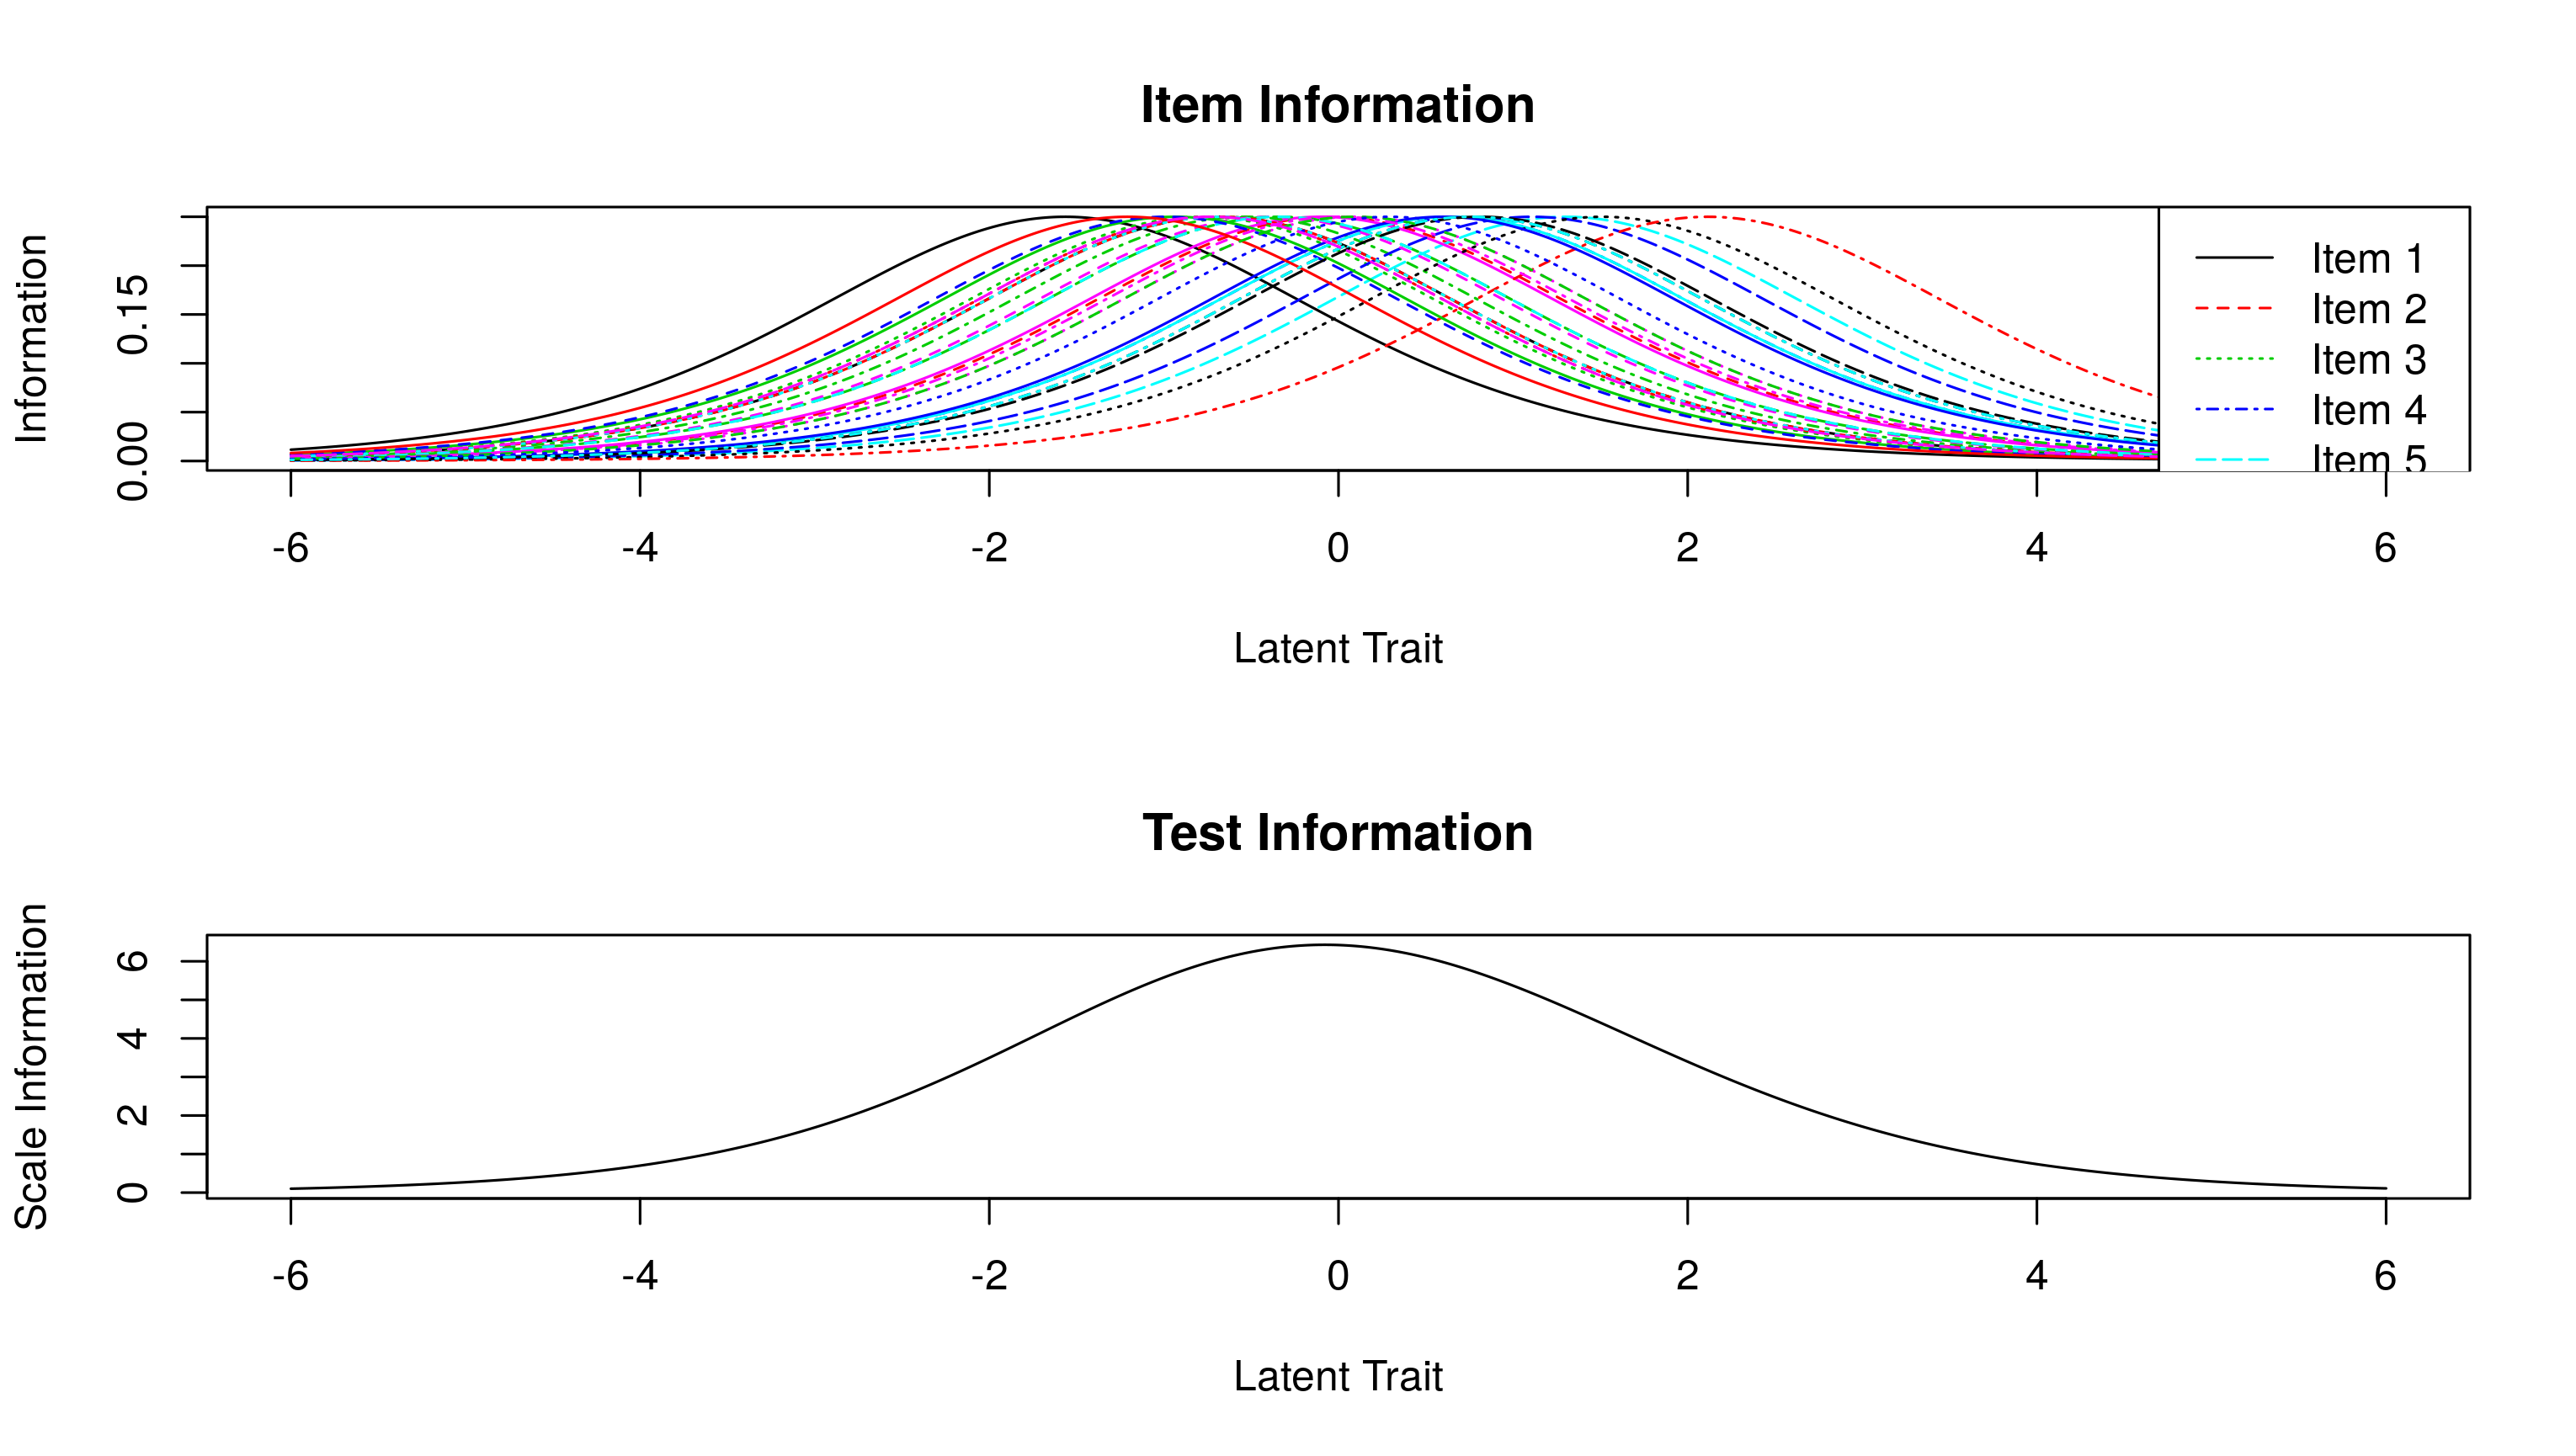 Item Information
Information
0.00 0.15
Item 1
Item 2
Item 3
Item 4
Item 5
-6 -4 -2 0 2 4 6
Latent Trait
Test Information
Scale Information
0 2 4 6
-6 -4 -2 0 2 4 6
Latent Trait